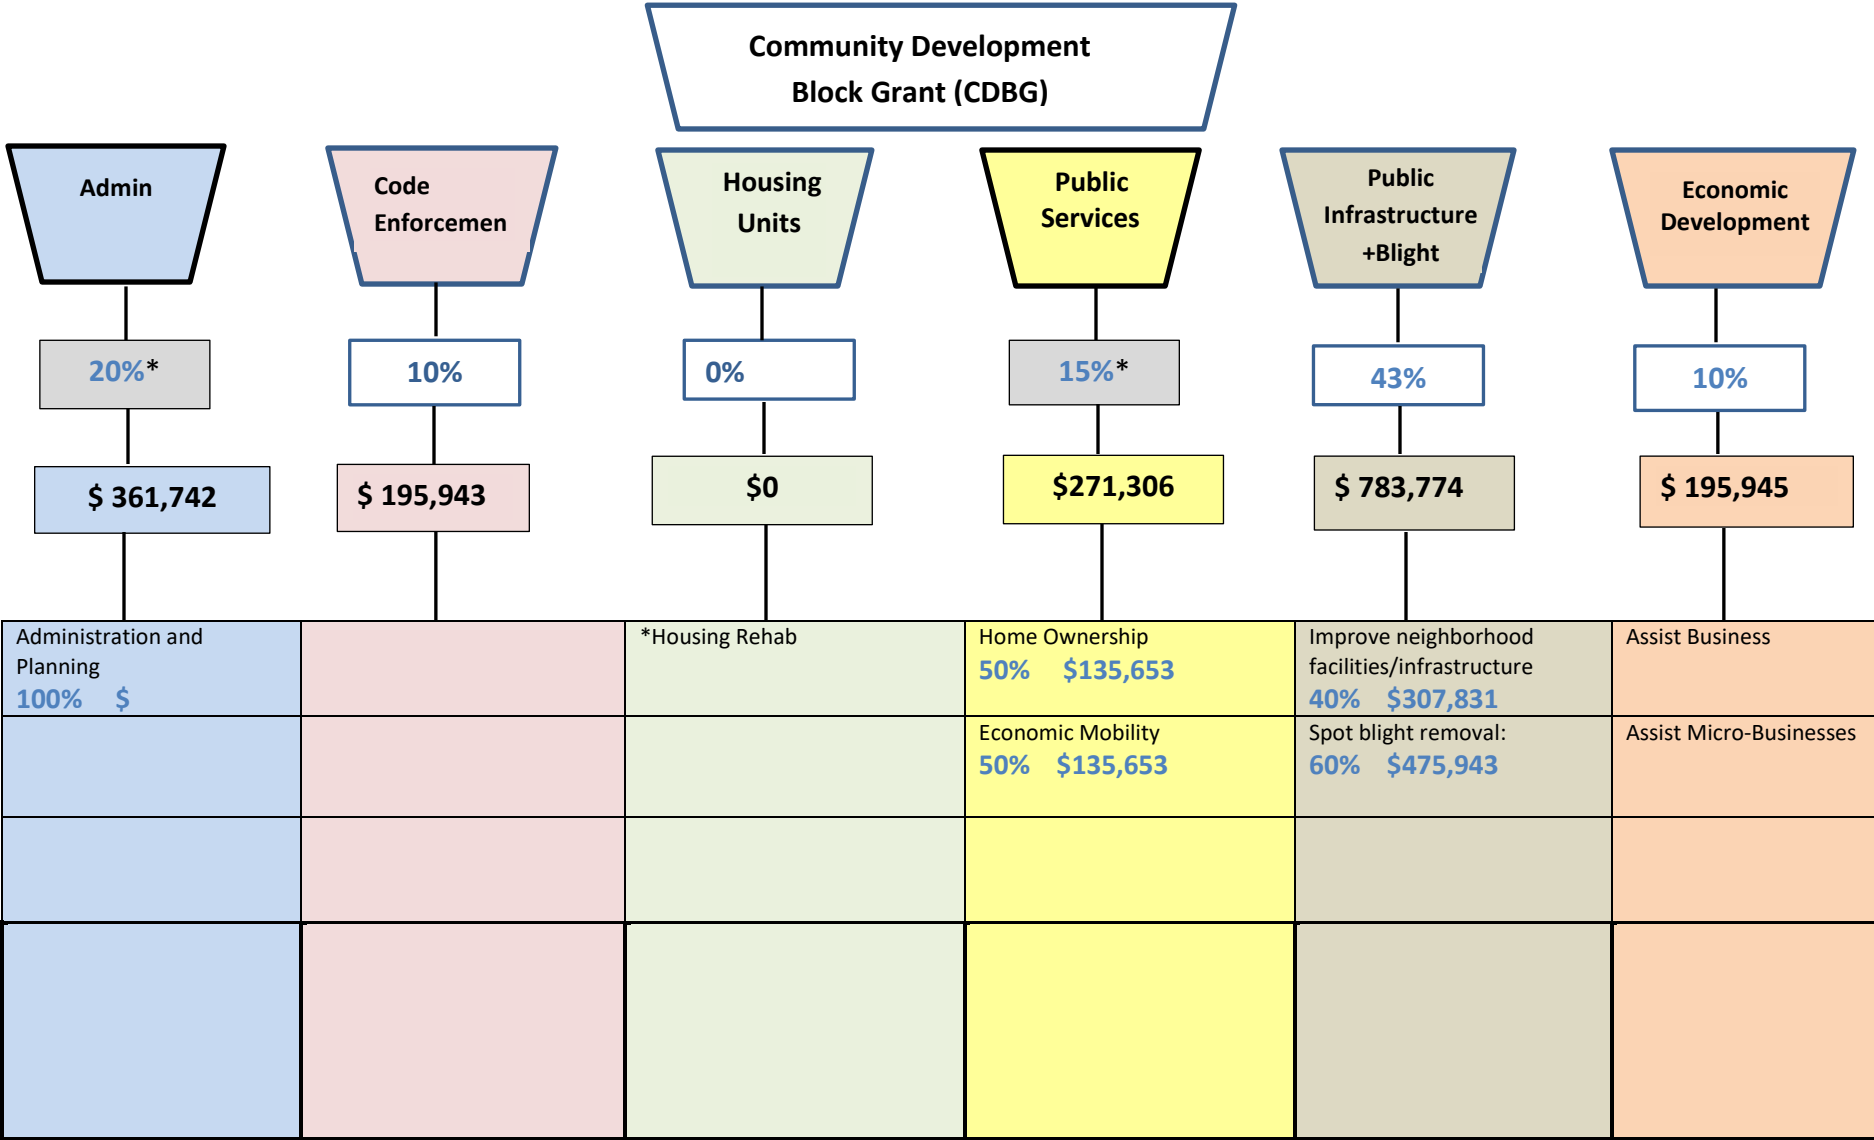 Community Development
Block Grant (CDBG)
Admin
Code
Enforcemen
Housing
Units
Public
Services
Public
Infrastructure
+Blight
Economic
Development
20%*
10%
0%
15%*
43%
10%
$ 361,742
$ 195,943
$0
$271,306
$ 783,774
$ 195,945
Administration and
Planning
100% $
*Housing Rehab
Home Ownership
50% $135,653
Improve neighborhood
facilities/infrastructure
40% $307,831
Assist Business
Economic Mobility
50% $135,653
Spot blight removal:
60% $475,943
Assist Micro-Businesses